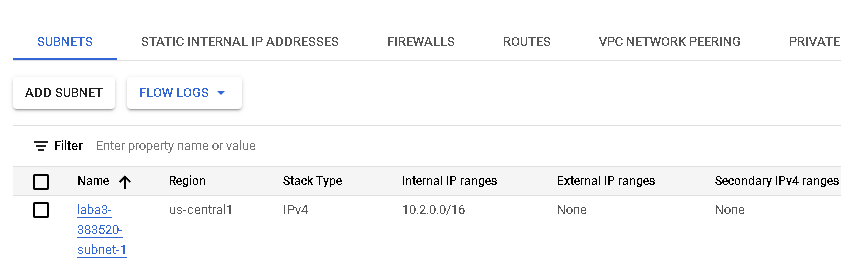 SUBNETS STATIC INTERNAL IP ADDRESSES FIREWALLS ROUTES VPC NETWORK PEERING PRIVATE
ADD SUBNET FLOW LOGS
Filter Enter property name or value
Name Region Stack Type Internal IP ranges External IP ranges Secondary IPv4 ranges
laba3- us-central1 IPv4 10.2.0.0/16 None None
383520-
subnet-1